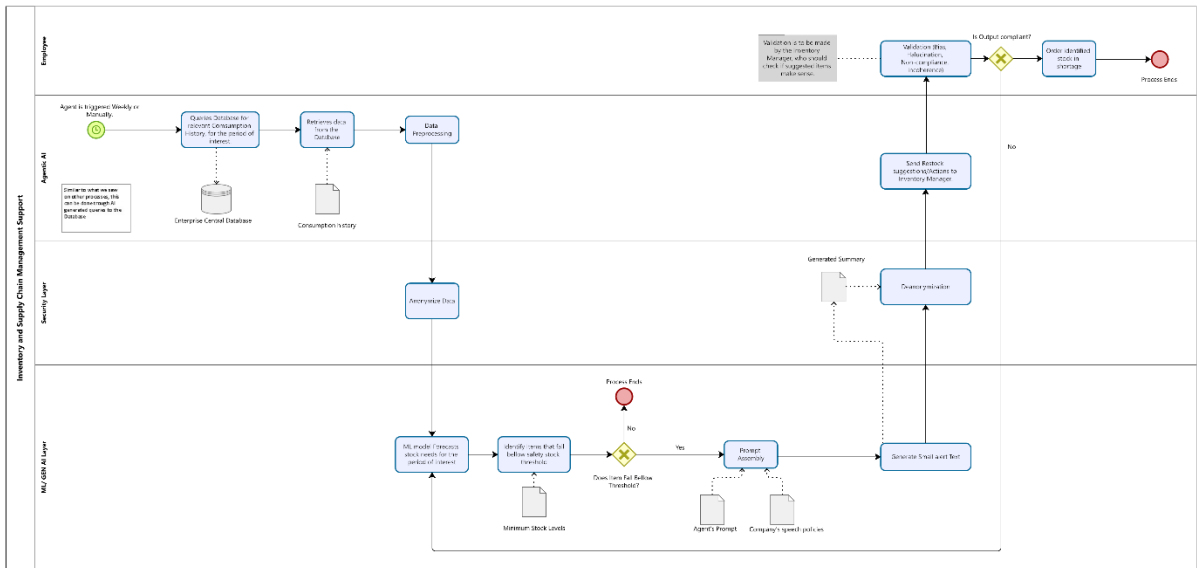 Inventory and Supply Chain Management Support
Employee
Validation is to be made
by the Inventory
Manager, who should
check if suggested items
make sense.
Validation (Bias,
Halucination,
Non-compliance
Incoherence)
Is Output compliant?
Order identified
stock in
shortage
Process Ends
Agentic AI
Agent is triggered Weekly or
Manually.
Queries Database for
relevant Consumption
History, for the period of
Interest
Retrieves data
from the
Database
Data
Preprocessing
No
Send Restock
suggestions/Actions to
Inventory Manager
Similar to what we saw
on other processes, this
can be done trough AI
generated queries to the
Database
Enterprise Central Database
Consumption history
Security Layer
Generated Summary
Anonymize Data
Deanonymization
ML/ GEN AI Layer
Process Ends
No
ML model Forecasts
stock needs for the
period of interest
Identify items that fall
bellow safety stock
threshold
Yes
Prompt
Assembly
Generate Small alert Text
Does Item Fall Bellow
Threshold?
Minimum Stock Levels
Agent's Prompt
Company's speech policies